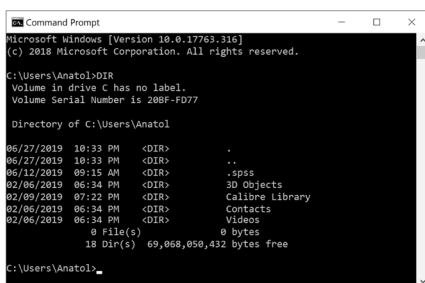 Command Prompt
Microsoft Windows [Version 10.0.17763.316]
(c) 2018 Microsoft Corporation. All rights reserved.
C:\Users\Anatol>DIR
Volume in drive C has no label.
Volume Serial Number is 20BF-FD77
Directory of C:\Users\Anatol
06/27/2019 10:33 PM <DIR> .
06/27/2019 10:33 PM <DIR> ..
06/12/2019 09:15 AM <DIR> .spss
02/06/2019 06:34 PM <DIR> 3D Objects
02/09/2019 07:22 PM <DIR> Calibre Library
02/06/2019 06:34 PM <DIR> Contacts
02/06/2019 06:34 PM <DIR> Videos
0 File(s) 0 bytes
18 Dir(s) 69,068,050,432 bytes free
C:\Users\Anatol>_